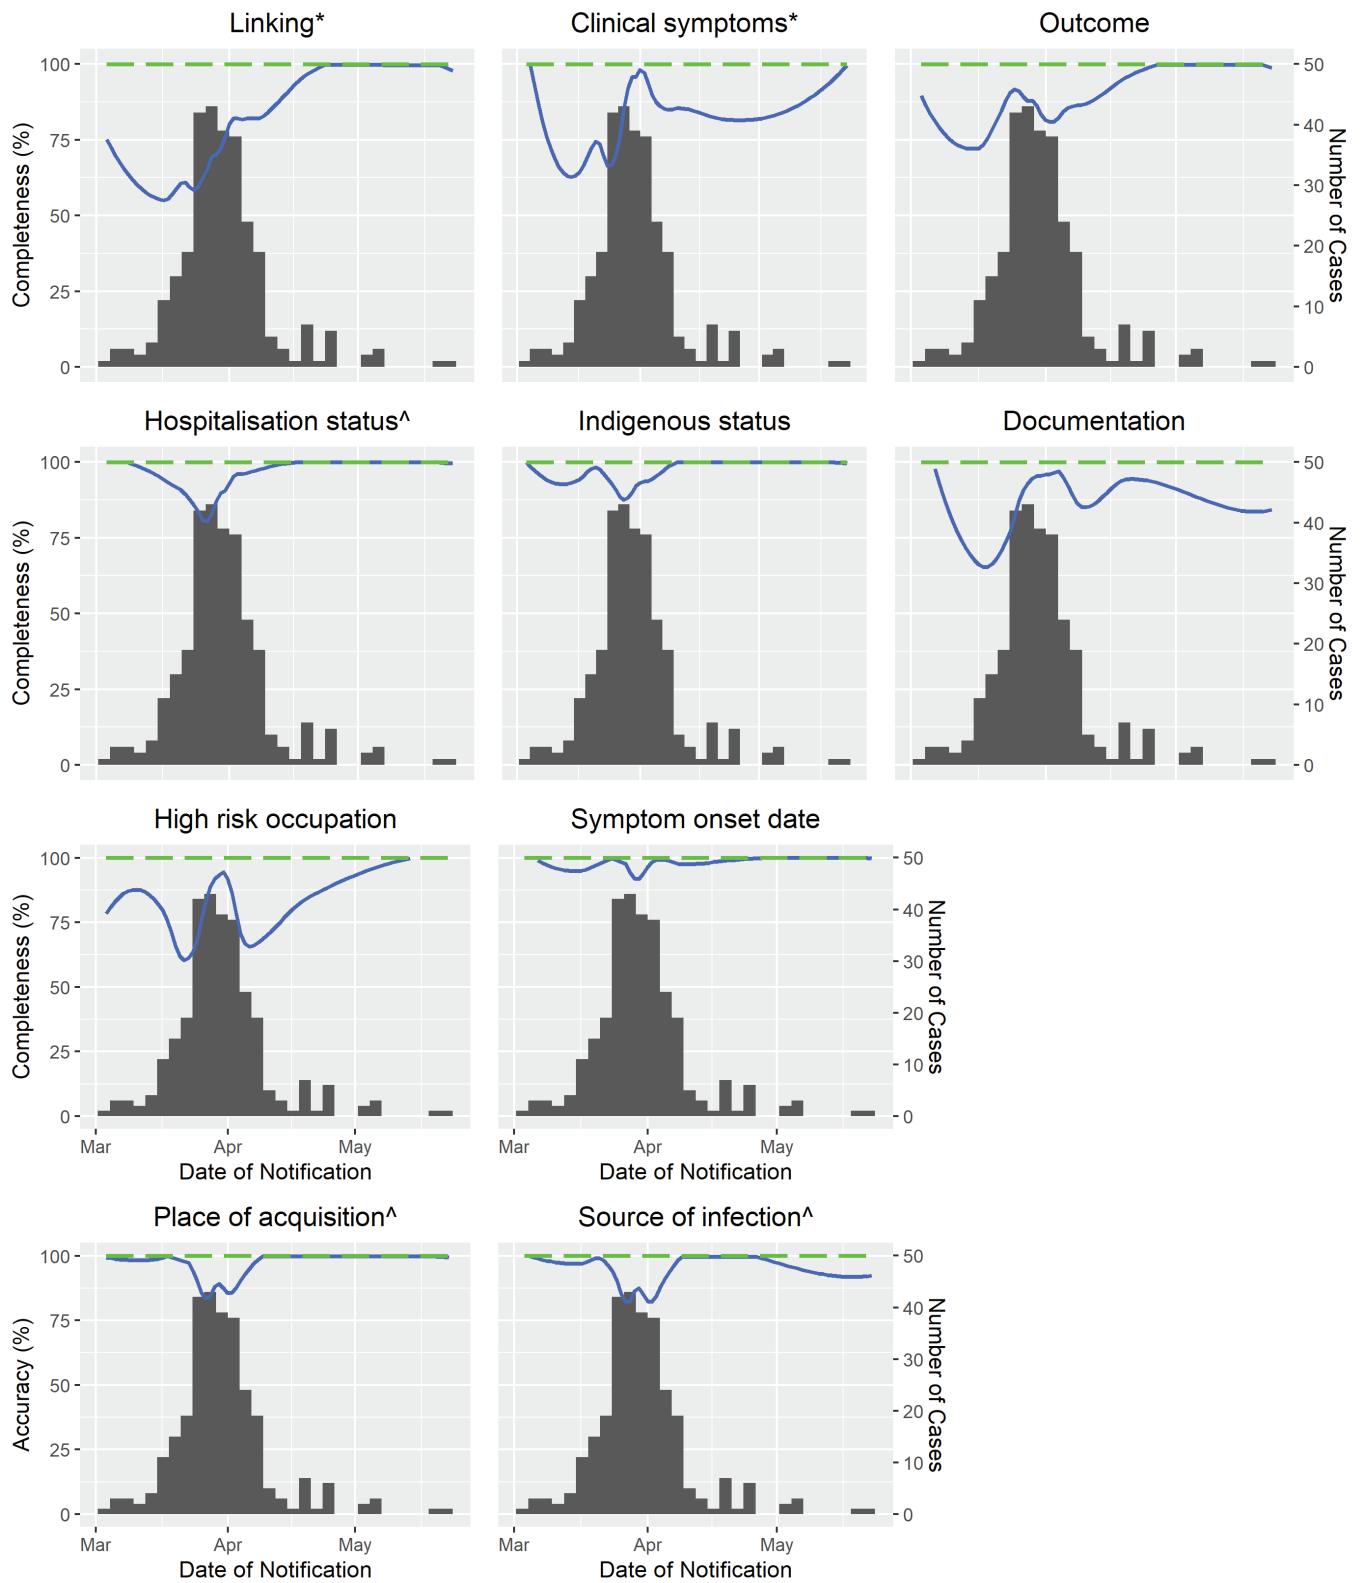 Linking*
Clinical symptoms*
Outcome
Completeness (%)
100
75
50
25
0
50
40
30
20
10
0
Number of Cases
Hospitalisation status^
Indigenous status
Documentation
Completeness (%)
100
75
50
25
0
50
40
30
20
10
0
Number of Cases
High risk occupation
Symptom onset date
Completeness (%)
100
75
50
25
0
50
40
30
20
10
0
Number of Cases
Mar Apr May
Mar Apr May
Date of Notification
Date of Notification
Place of acquisition^
Source of infection^
Accuracy (%)
100
75
50
25
0
50
40
30
20
10
0
Number of Cases
Mar Apr May
Mar Apr May
Date of Notification
Date of Notification